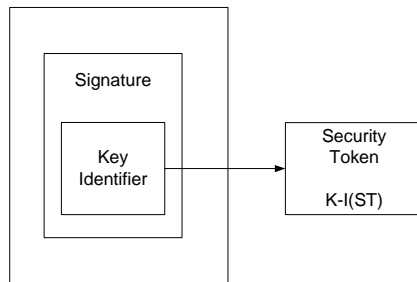 Signature
Key
Identifier
Security
Token
K-I(ST)